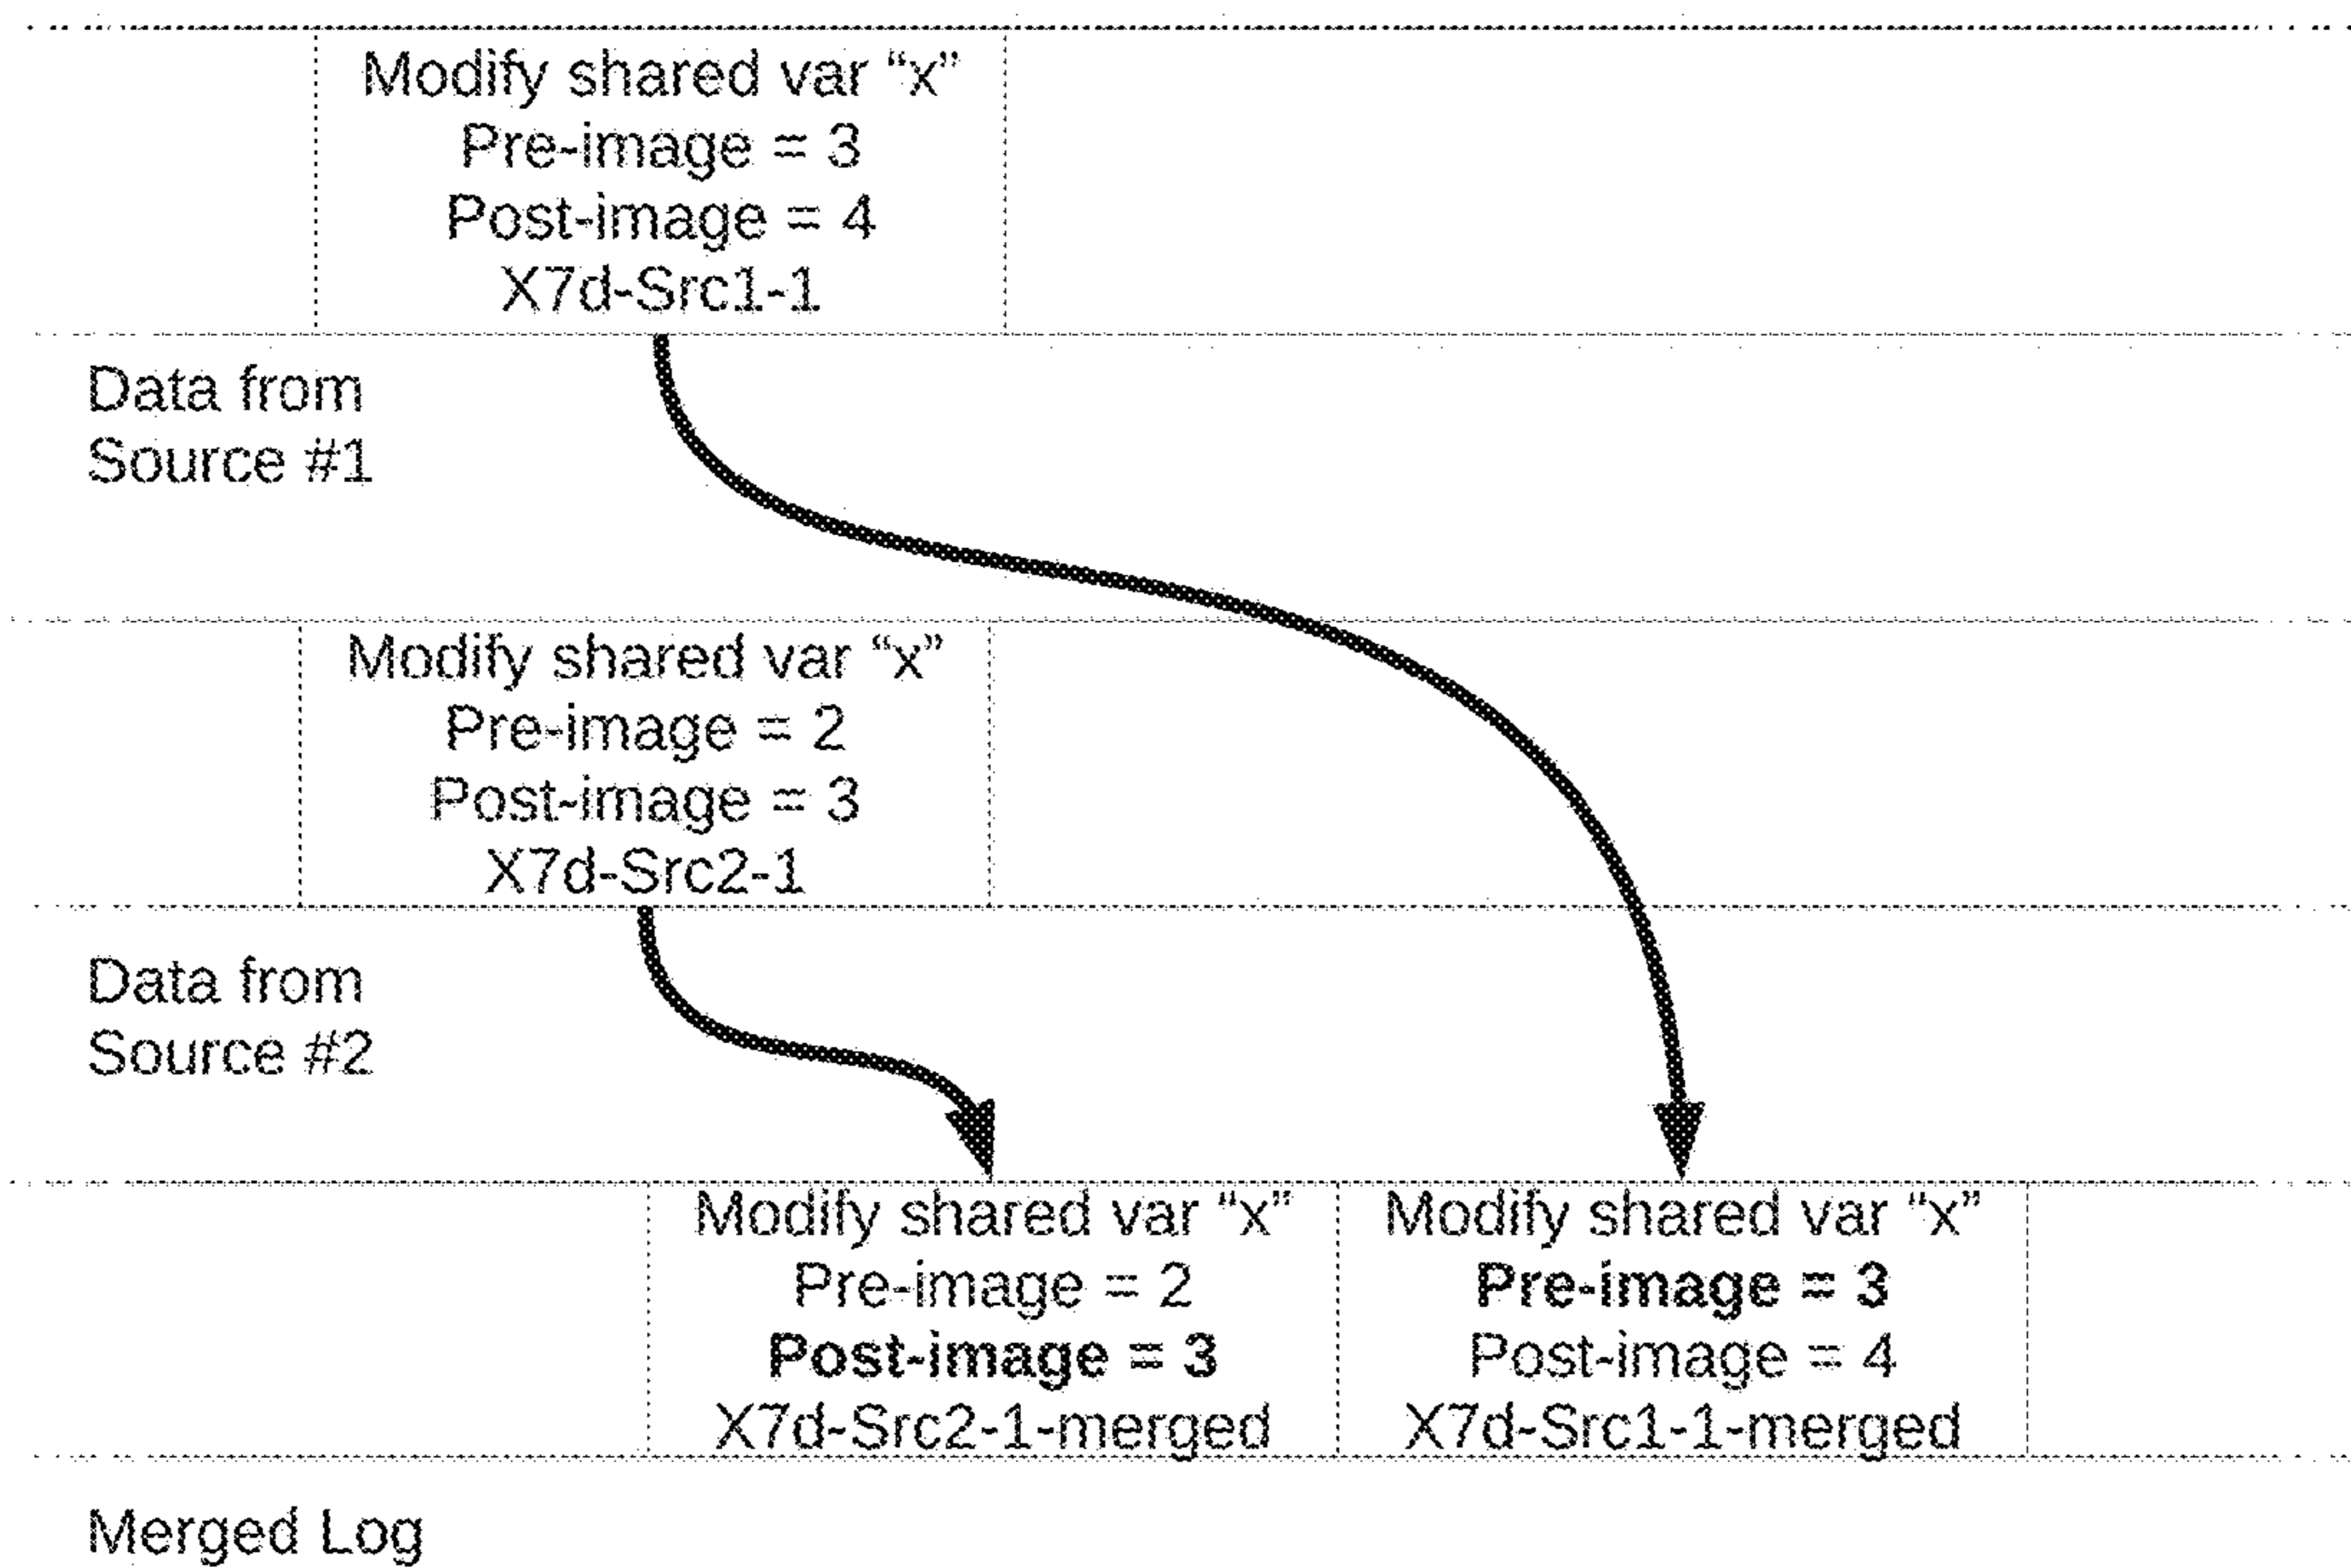 Modify shared var “x”
Pre-image = 3
Post-image = 4
X7d-Src1-1
Data from
Source #1
Modify shared var “x”
Pre-image = 2
Post-image = 3
X7d-Src2-1
Data from
Source #2
Modify shared var “x”
Pre-image = 2
Post-image = 3
X7d-Src2-1-merged
Modify shared var “x”
Pre-image = 3
Post-image = 4
X7d-Src1-1-merged
Merged Log